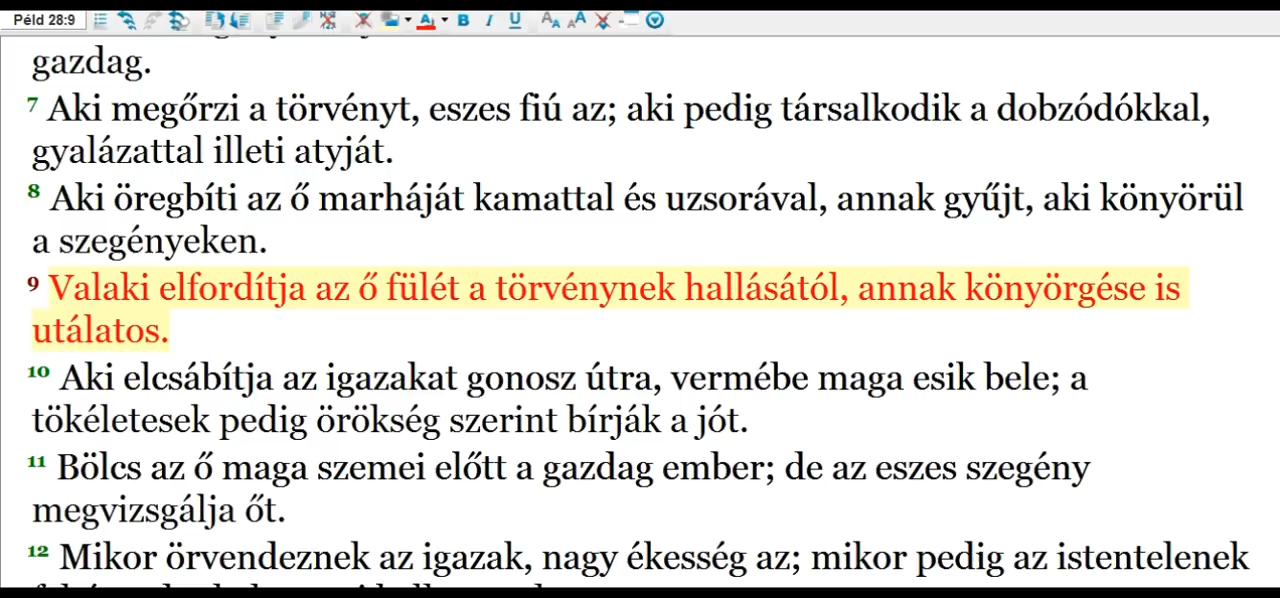 Péld 28:9
gazdag.
7 Aki megőrzi a törvényt, eszes fiú az; aki pedig társalkodik a dobzódókkal,
gyalázattal illeti atyját.
8 Aki öregbíti az ő marháját kamattal és uzsorával, annak gyűjt, aki könyörül
a szegényeken.
9 Valaki elfordítja az ő fülét a törvénynek hallásától, annak könyörgése is
utálatos.
10 Aki elcsábítja az igazakat gonosz útra, vermébe maga esik bele; a
tökéletesek pedig örökség szerint bírják a jót.
11 Bölcs az ő maga szemei előtt a gazdag ember; de az eszes szegény
megvizsgálja őt.
12 Mikor örvendeznek az igazak, nagy ékesség az; mikor pedig az istentelenek